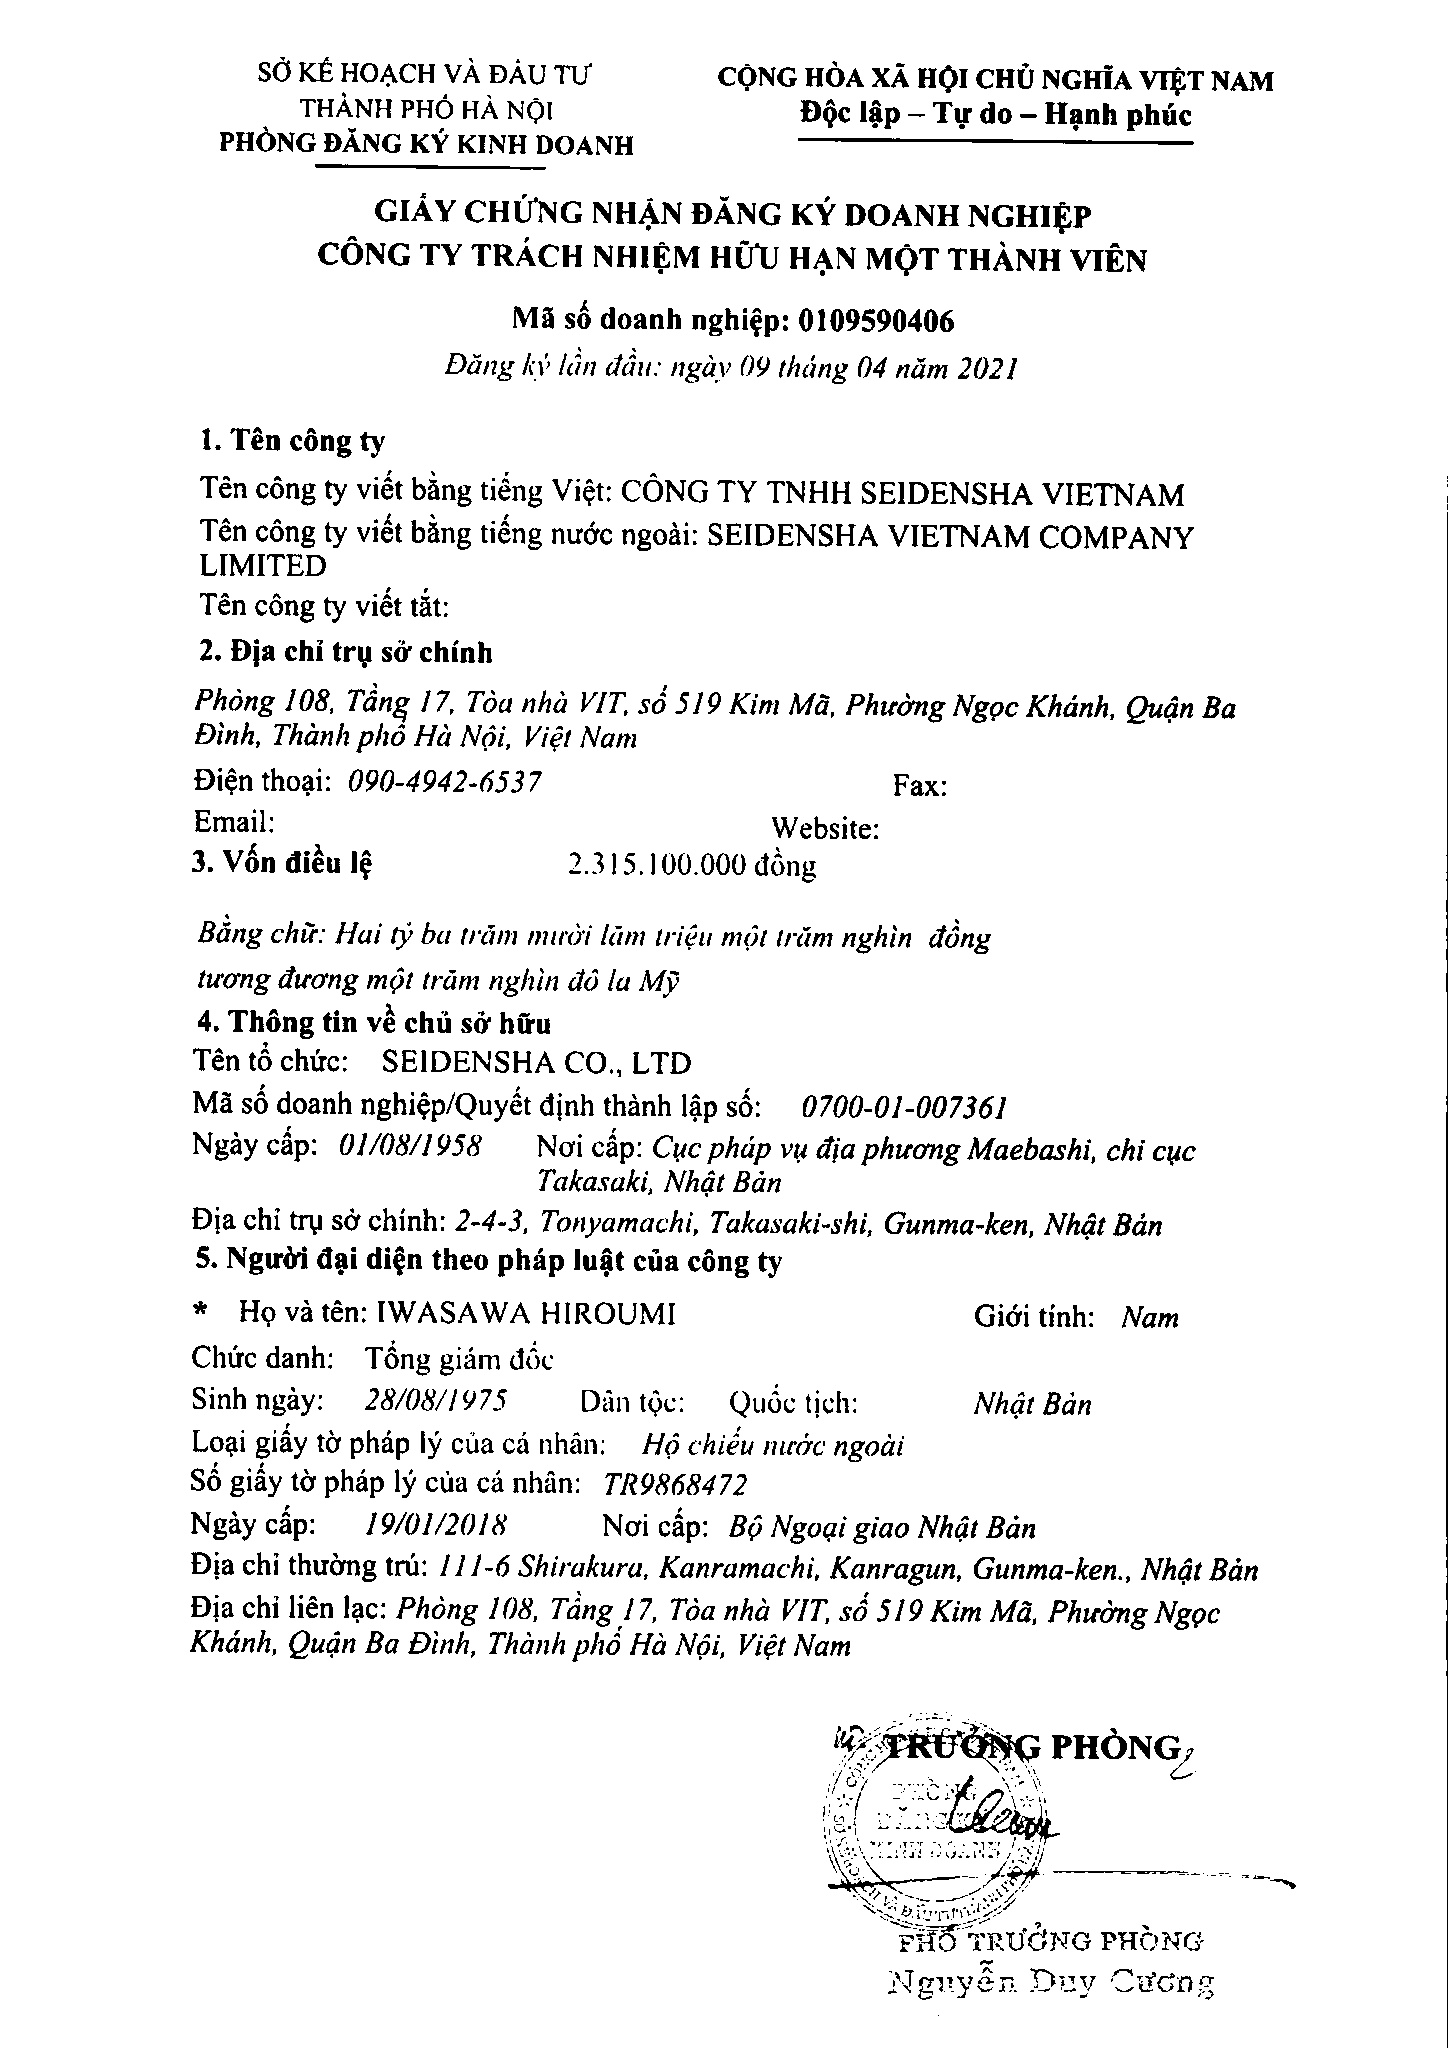 SỞ KẾ HOẠCH VÀ ĐẦU TƯ
THÀNH PHỐ HÀ NỘI
PHÒNG ĐĂNG KÝ KINH DOANH
CỘNG HÒA XÃ HỘI CHỦ NGHĨA VIỆT NAM
Độc lập – Tự do – Hạnh phúc
GIẤY CHỨNG NHẬN ĐĂNG KÝ DOANH NGHIỆP
CÔNG TY TRÁCH NHIỆM HỮU HẠN MỘT THÀNH VIÊN
Mã số doanh nghiệp: 0109590406
Đăng ký lần đầu: ngày 09 tháng 04 năm 2021
1. Tên công ty
Tên công ty viết bằng tiếng Việt: CÔNG TY TNHH SEIDENSHA VIETNAM
Tên công ty viết bằng tiếng nước ngoài: SEIDENSHA VIETNAM COMPANY
LIMITED
Tên công ty viết tắt:
2. Địa chỉ trụ sở chính
Phòng 108, Tầng 17, Tòa nhà VIT, số 519 Kim Mã, Phường Ngọc Khánh, Quận Ba
Đình, Thành phố Hà Nội, Việt Nam
Điện thoại: 090-4942-6537 Fax:
Email: Website:
3. Vốn điều lệ 2.315.100.000 đồng
Bằng chữ: Hai tỷ ba trăm mười lăm triệu một trăm nghìn đồng
tương đương một trăm nghìn đô la Mỹ
4. Thông tin về chủ sở hữu
Tên tổ chức: SEIDENSHA CO., LTD
Mã số doanh nghiệp/Quyết định thành lập số: 0700-01-007361
Ngày cấp: 01/08/1958 Nơi cấp: Cục pháp vụ địa phương Maebashi, chi cục
Takasaki, Nhật Bản
Địa chỉ trụ sở chính: 2-4-3, Tonyamachi, Takasaki-shi, Gunma-ken, Nhật Bản
5. Người đại diện theo pháp luật của công ty
* Họ và tên: IWASAWA HIROUMI Giới tính: Nam
Chức danh: Tổng giám đốc
Sinh ngày: 28/08/1975 Dân tộc: Quốc tịch: Nhật Bản
Loại giấy tờ pháp lý của cá nhân: Hộ chiếu nước ngoài
Số giấy tờ pháp lý của cá nhân: TR9868472
Ngày cấp: 19/01/2018 Nơi cấp: Bộ Ngoại giao Nhật Bản
Địa chỉ thường trú: 111-6 Shirakura, Kanramachi, Kanragun, Gunma-ken., Nhật Bản
Địa chỉ liên lạc: Phòng 108, Tầng 17, Tòa nhà VIT, số 519 Kim Mã, Phường Ngọc
Khánh, Quận Ba Đình, Thành phố Hà Nội, Việt Nam
TRƯỞNG PHÒNG
PHÒNG
ĐĂNG KÝ
KINH DOANH
PHÓ TRƯỞNG PHÒNG
Nguyễn Duy Cương